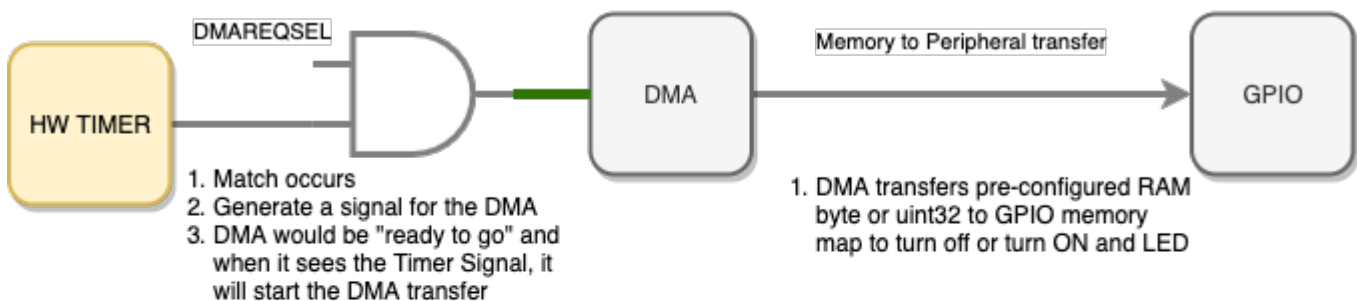 DMAREQSEL
HW TIMER
DMA
Memory to Peripheral transfer
GPIO
1. Match occurs
2. Generate a signal for the DMA
3. DMA would be "ready to go" and
when it sees the Timer Signal, it
will start the DMA transfer
1. DMA transfers pre-configured RAM
byte or uint32 to GPIO memory
map to turn off or turn ON and LED